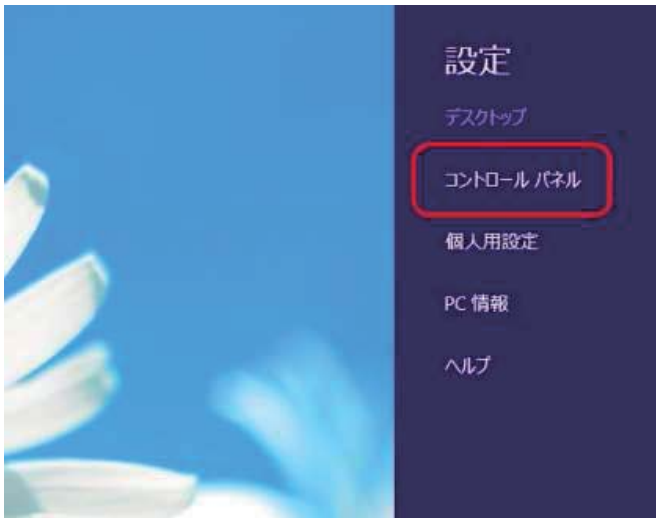 設定
デスクトップ
コントロール パネル
個人用設定
PC 情報
ヘルプ